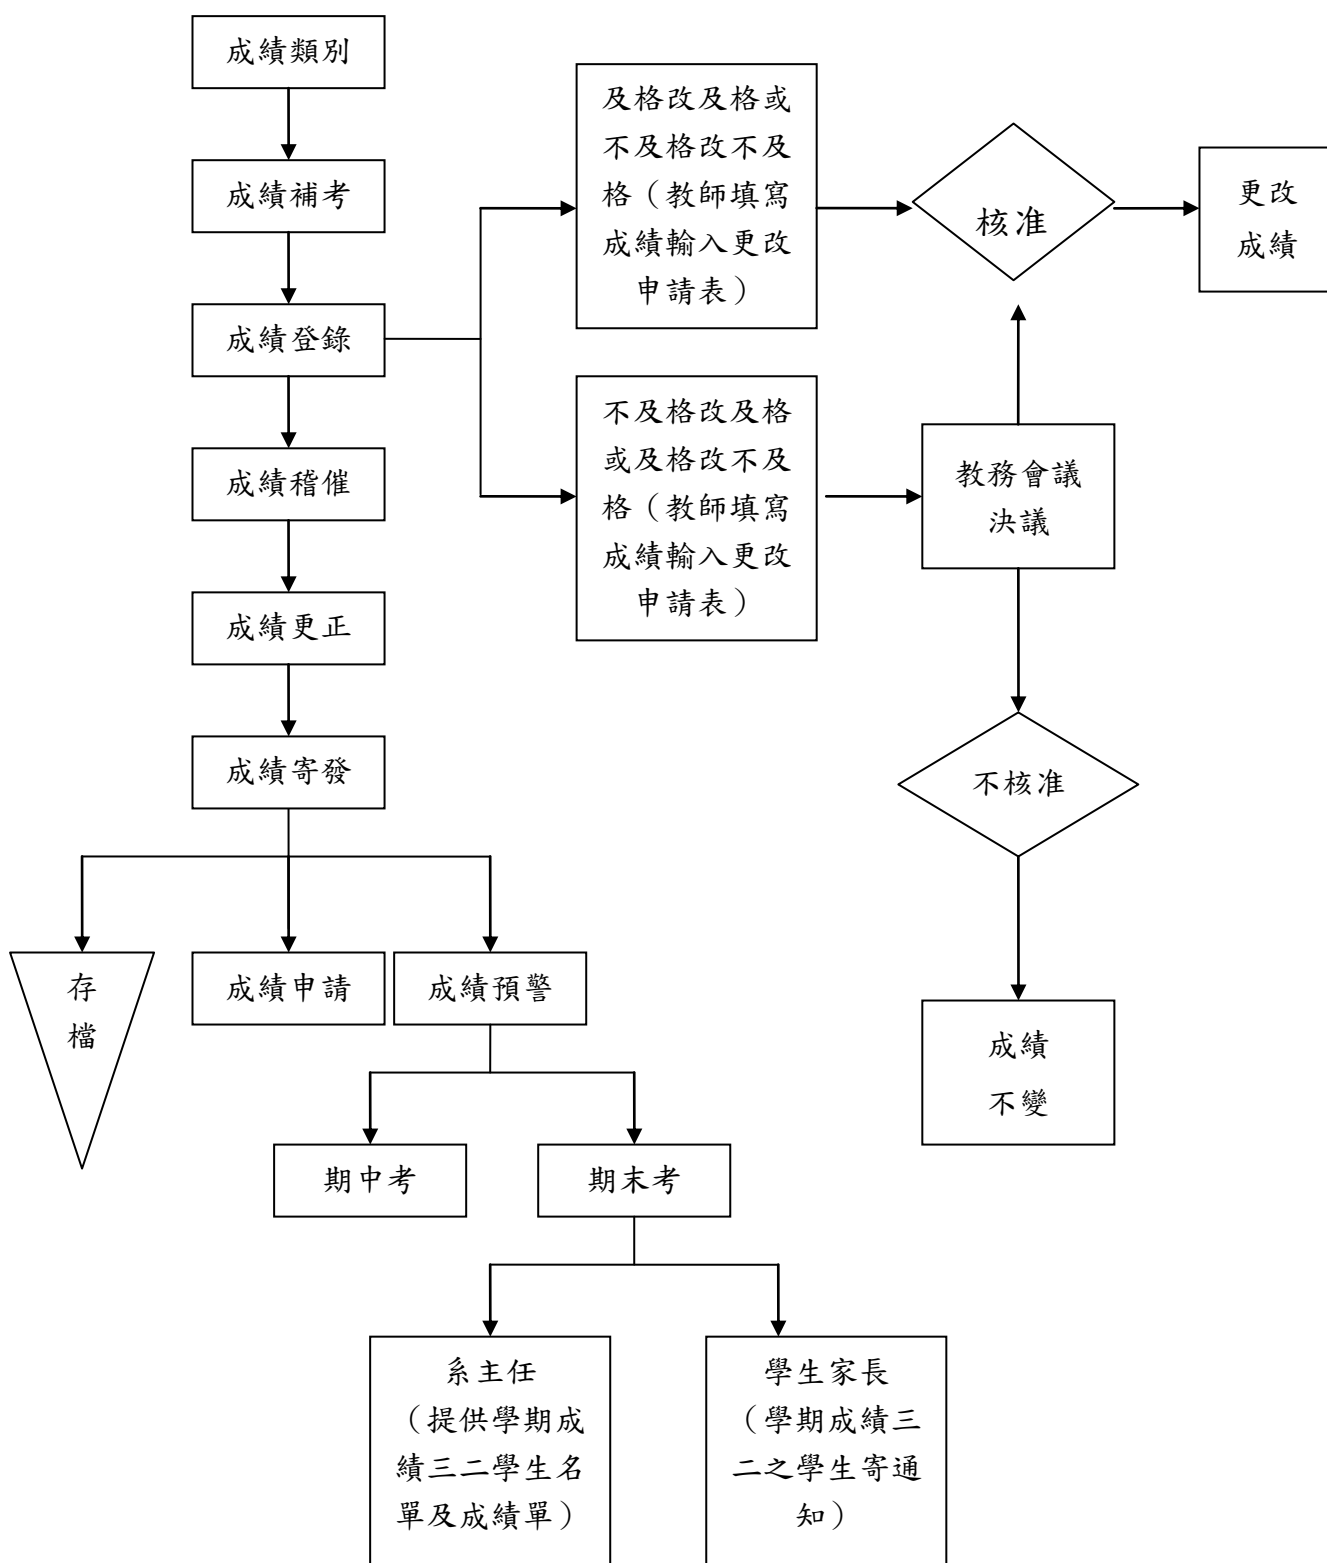 成績類別
成績補考
成績登錄
成績稽催
成績更正
成績寄發
及格改及格或
不及格改不及
格（教師填寫
成績輸入更改
申請表）
核准
更改
成績
不及格改及格
或及格改不及
格（教師填寫
成績輸入更改
申請表）
教務會議
決議
不核准
成績
不變
存
檔
成績申請
成績預警
期中考
期末考
系主任
（提供學期成
績三二學生名
單及成績單）
學生家長
（學期成績三
二之學生寄通
知）